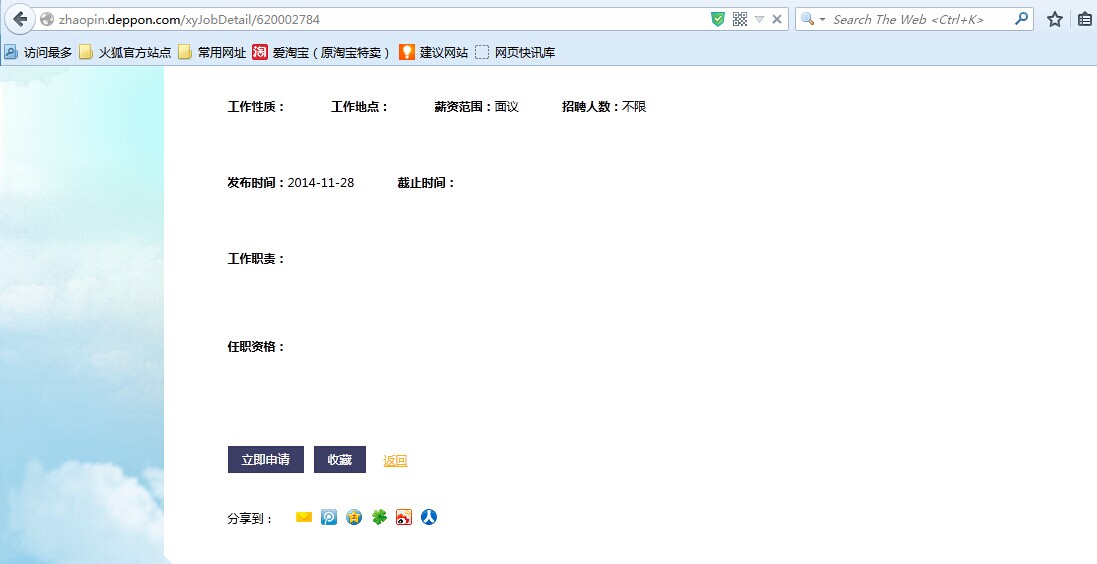 zhaopin.deppon.com/xyJobDetail/620002784 Search The Web <Ctrl+K>
访问最多 火狐官方站点 常用网址 淘 爱淘宝（原淘宝特卖） 建议网站 网页快讯库
工作性质： 工作地点： 薪资范围：面议 招聘人数：不限
发布时间：2014-11-28 截止时间：
工作职责：
任职资格：
立即申请 收藏 返回
分享到：